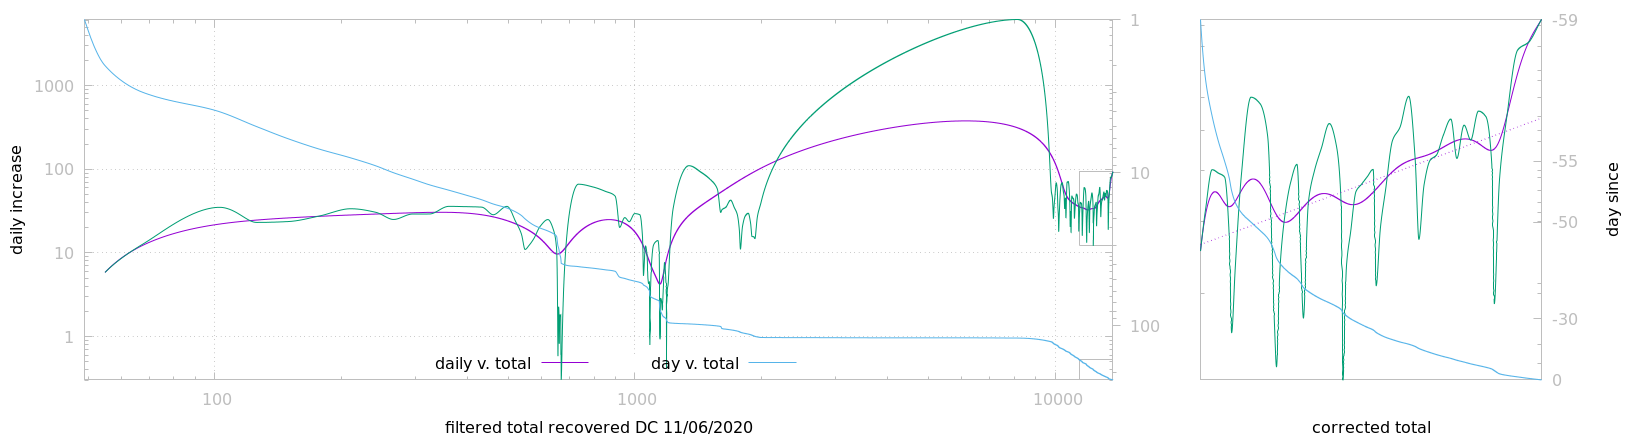 daily increase
1000
100
10
1
100
1000
10000
filtered total recovered DC 11/06/2020
daily v. total
day v. total
1
10
100
-59
-55
-50
-30
0
day since
corrected total